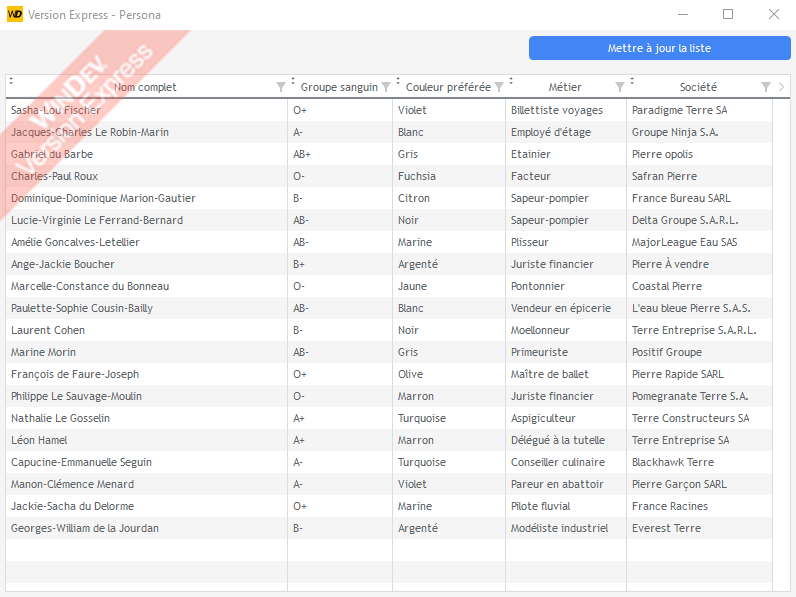 WD Version Express - Persona
Mettre à jour la liste
WINDEV
Version Express
Nom complet Groupe sanguin Couleur préférée Métier Société
Sasha-Lou Fischer O+ Violet Billettiste voyages Paradigme Terre SA
Jacques-Charles Le Robin-Marin A- Blanc Employé d'étage Groupe Ninja S.A.
Gabriel du Barbe AB+ Gris Etainier Pierre opolis
Charles-Paul Roux O- Fuchsia Facteur Safran Pierre
Dominique-Dominique Marion-Gautier B- Citron Sapeur-pompier France Bureau SARL
Lucie-Virginie Le Ferrand-Bernard AB- Noir Sapeur-pompier Delta Groupe S.A.R.L.
Amélie Goncalves-Letellier AB- Marine Plisseur MajorLeague Eau SAS
Ange-Jackie Boucher B+ Argenté Juriste financier Pierre À vendre
Marcelle-Constance du Bonneau O- Jaune Pontonnier Coastal Pierre
Paulette-Sophie Cousin-Bailly AB- Blanc Vendeur en épicerie L'eau bleue Pierre S.A.S.
Laurent Cohen B- Noir Moellonneur Terre Entreprise S.A.R.L.
Marine Morin AB- Gris Primeuriste Positif Groupe
François de Faure-Joseph O+ Olive Maître de ballet Pierre Rapide SARL
Philippe Le Sauvage-Moulin O- Marron Juriste financier Pomegranate Terre S.A.
Nathalie Le Gosselin A+ Turquoise Aspigiculteur Terre Constructeurs SA
Léon Hamel A+ Marron Délégué à la tutelle Terre Entreprise SA
Capucine-Emmanuelle Seguin A- Turquoise Conseiller culinaire Blackhawk Terre
Manon-Clémence Menard A- Violet Pareur en abattoir Pierre Garçon SARL
Jackie-Sacha du Delorme O+ Marine Pilote fluvial France Racines
Georges-William de la Jourdan B- Argenté Modéliste industriel Everest Terre